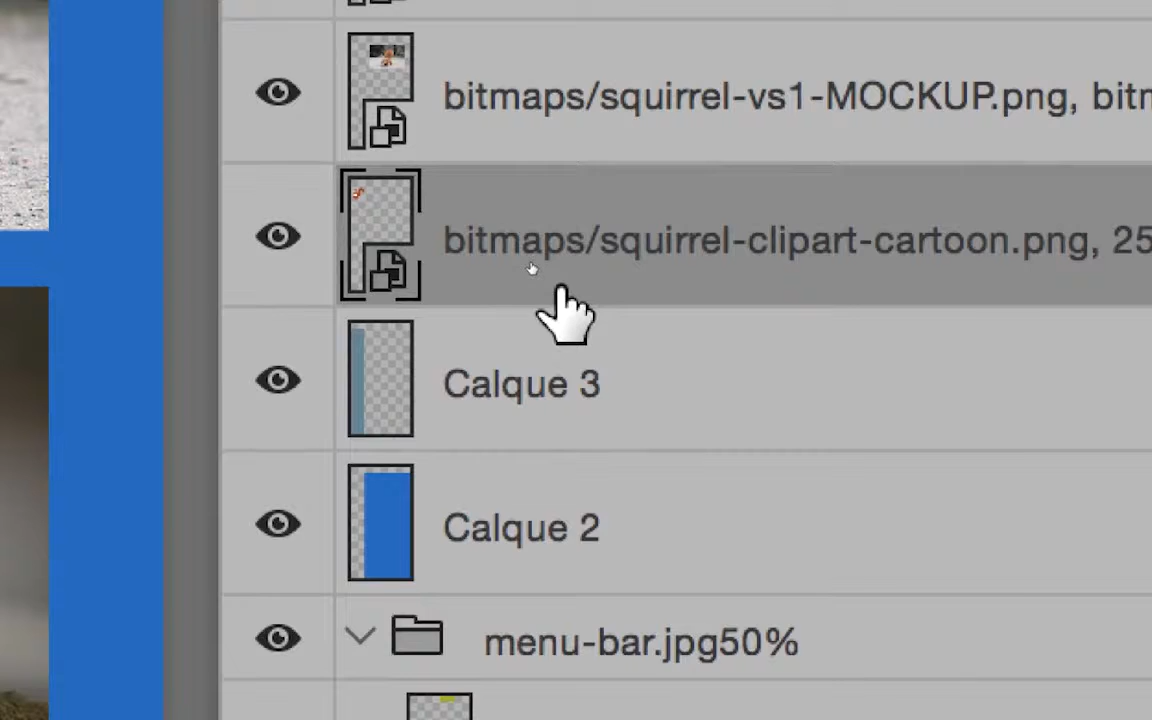 bitmaps/squirrel-vs1-MOCKUP.png, bitm
bitmaps/squirrel-clipart-cartoon.png, 25
Calque 3
Calque 2
menu-bar.jpg50%